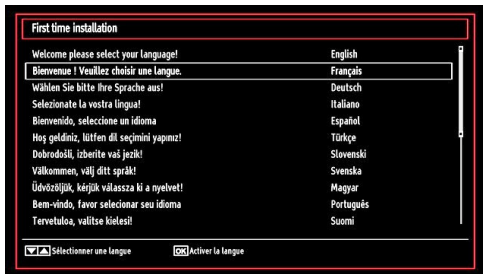 First time installation
Welcome please select your language! English
Bienvenue ! Veuillez choisir une langue. Français
Wählen Sie bitte Ihre Sprache aus! Deutsch
Selezionate la vostra lingua! Italiano
Bienvenido, seleccione un idioma Español
Hoş geldiniz, lütfen dil seçimini yapınız! Türkçe
Dobrodošli, izberite vaš jezik! Slovenski
Välkommen, välj ditt språk! Svenska
Üdvözöljük, kérjük válassza ki a nyelvet! Magyar
Bem-vindo, favor selecionar seu idioma Português
Tervetuloa, valitse kielesi! Suomi
Sélectionner une langue OK Activer la langue